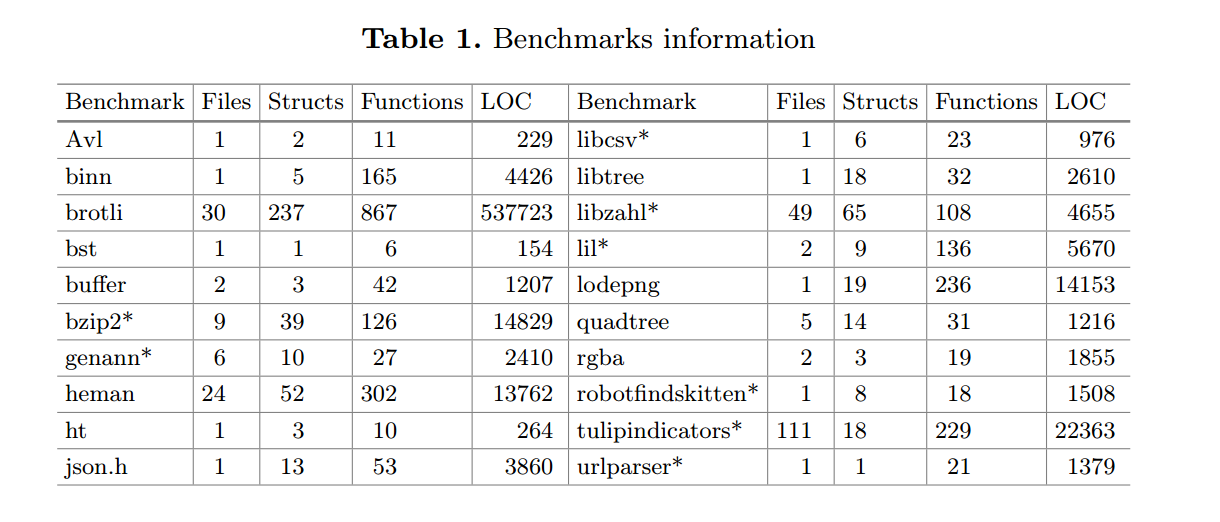 Table 1. Benchmarks information
Benchmark Files Structs Functions LOC Benchmark Files Structs Functions LOC
Avl 1 2 11 229 libcsv* 1 6 23 976
binn 1 5 165 4426 libtree 1 18 32 2610
brotli 30 237 867 537723 libzahl* 49 65 108 4655
bst 1 1 6 154 lil* 2 9 136 5670
buffer 2 3 42 1207 lodepng 1 19 236 14153
bzip2* 9 39 126 14829 quadtree 5 14 31 1216
genann* 6 10 27 2410 rgba 2 3 19 1855
heman 24 52 302 13762 robotfindskitten* 1 8 18 1508
ht 1 3 10 264 tulipindicators* 111 18 229 22363
json.h 1 13 53 3860 urlparser* 1 1 21 1379